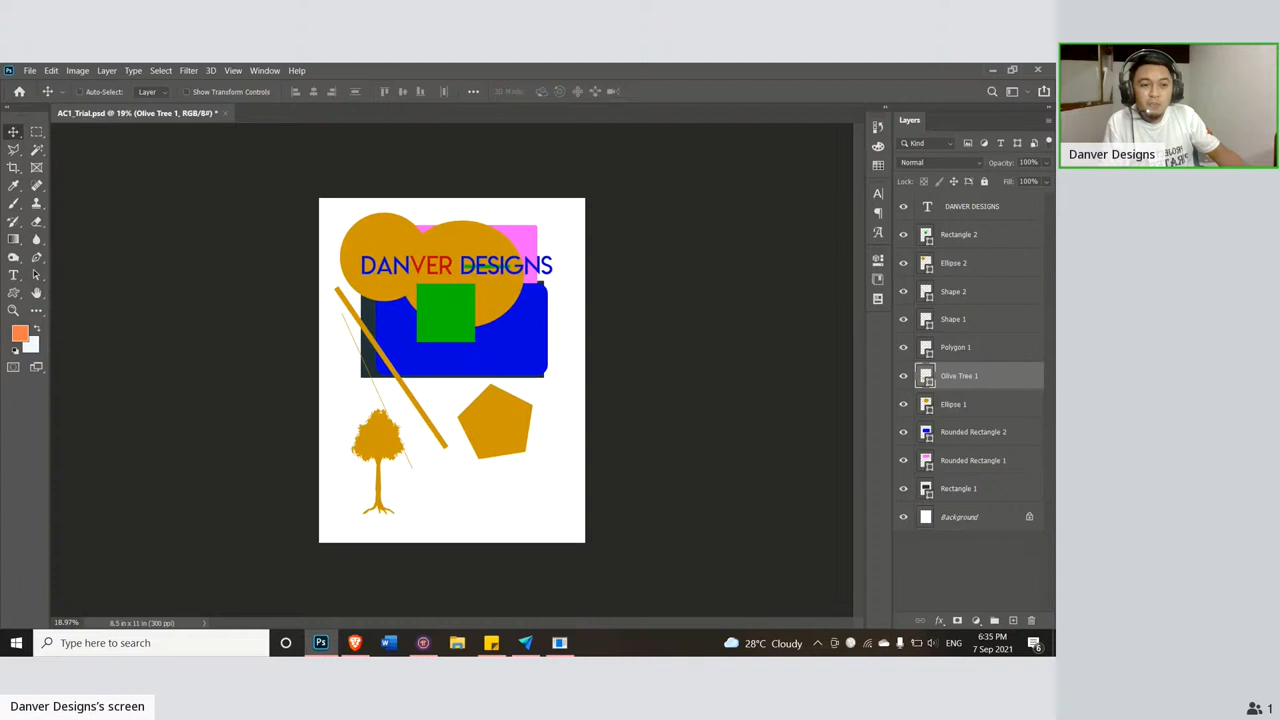 File Edit Image Layer Type Select Filter 3D View Window Help
Auto-Select: Layer Show Transform Controls 3D Mode:
AC1_Trial.psd @ 19% (Olive Tree 1, RGB/8#) *
Layers
Kind
Normal Opacity: 100%
Lock: Fill: 100%
DANVER DESIGNS
Rectangle 2
Ellipse 2
Shape 2
Shape 1
Polygon 1
Olive Tree 1
Ellipse 1
Rounded Rectangle 2
Rounded Rectangle 1
Rectangle 1
Background
DANVER DESIGNS
18.97% 8.5 in x 11 in (300 ppi)
Type here to search
28°C Cloudy
ENG
6:35 PM
7 Sep 2021
6
Danver Designs
Danver Designs's screen
1